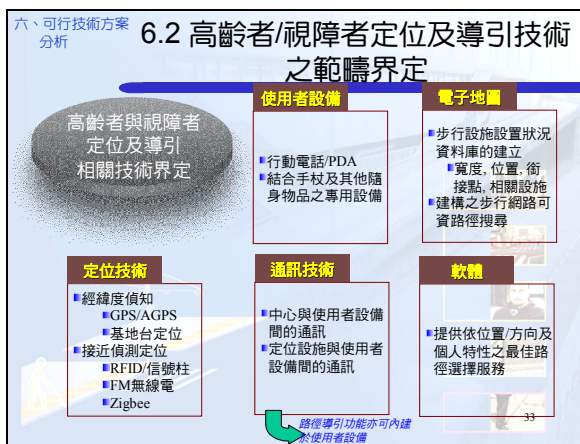 六、可行技術方案
分析
6.2 高齡者/視障者定位及導引技術
之範疇界定
高齡者與視障者
定位及導引
相關技術界定
使用者設備
行動電話/PDA
結合手杖及其他隨
身物品之專用設備
電子地圖
步行設施設置狀況
資料庫的建立
寬度, 位置, 銜
接點, 相關設施
建構之步行網路可
資路徑搜尋
定位技術
經緯度偵知
GPS/AGPS
基地台定位
接近偵測定位
RFID/信號柱
FM無線電
Zigbee
通訊技術
中心與使用者設備
間的通訊
定位設施與使用者
設備間的通訊
軟體
提供依位置/方向及
個人特性之最佳路
徑選擇服務
路徑導引功能亦可內建
於使用者設備
33